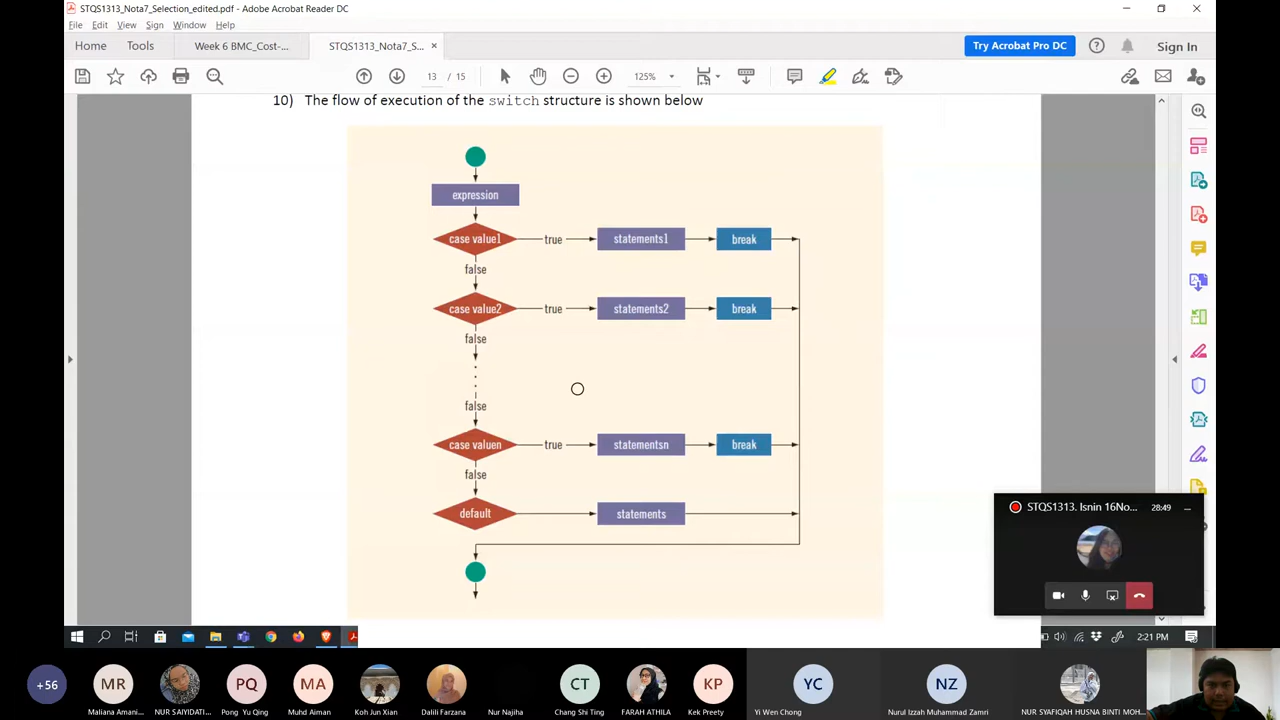 STQS1313_Nota7_Selection_edited.pdf - Adobe Acrobat Reader DC
File Edit View Sign Window Help
Home Tools Week 6 BMC_Cost-... STQS1313_Nota7_S... × Try Acrobat Pro DC Sign In
13 / 15 125%
10) The flow of execution of the switch structure is shown below
expression
case value1 true statements1 break
false
case value2 true statements2 break
false
false
case valuen true statementsn break
false
default statements
STQS1313. Isnin 16No... 28:49
2:21 PM
+56 MR PQ MA CT KP YC NZ
Maliana Amani... NUR SAIYIDATI... Pong Yu Qing Muhd Aiman Koh Jun Xian Dalili Farzana Nur Najiha Chang Shi Ting FARAH ATHILA Kek Preety Yi Wen Chong Nurul Izzah Muhammad Zamri NUR SYAFIQAH HUSNA BINTI MOH...